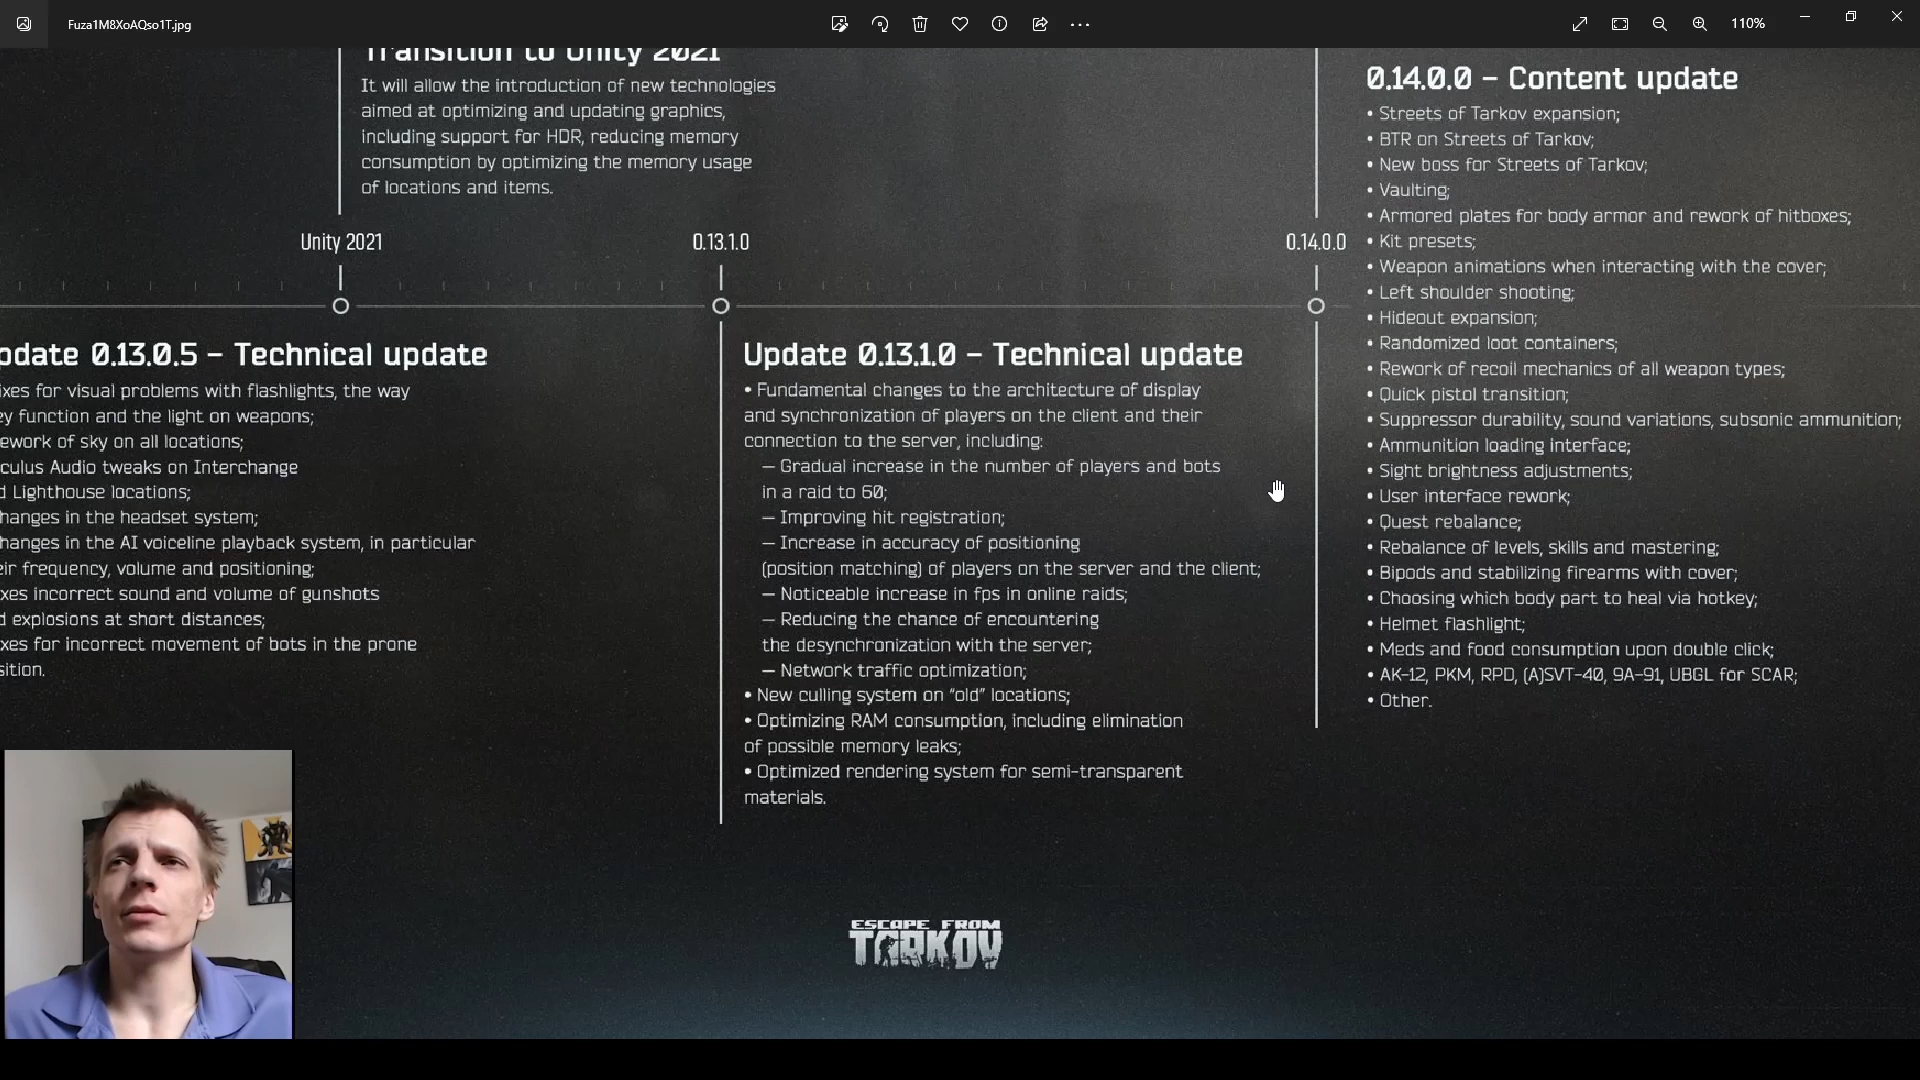 Fuza1M8XoAQso1T.jpg
110%
Transition to Unity 2021
It will allow the introduction of new technologies
aimed at optimizing and updating graphics,
including support for HDR, reducing memory
consumption by optimizing the memory usage
of locations and items.
Unity 2021
0.13.1.0
0.14.0.0
pdate 0.13.0.5 – Technical update
ixes for visual problems with flashlights, the way
ey function and the light on weapons;
ework of sky on all locations;
culus Audio tweaks on Interchange
d Lighthouse locations;
hanges in the headset system;
hanges in the AI voiceline playback system, in particular
eir frequency, volume and positioning;
xes incorrect sound and volume of gunshots
d explosions at short distances;
xes for incorrect movement of bots in the prone
sition.
Update 0.13.1.0 – Technical update
• Fundamental changes to the architecture of display
and synchronization of players on the client and their
connection to the server, including:
– Gradual increase in the number of players and bots
in a raid to 60;
– Improving hit registration;
– Increase in accuracy of positioning
(position matching) of players on the server and the client;
– Noticeable increase in fps in online raids;
– Reducing the chance of encountering
the desynchronization with the server;
– Network traffic optimization;
• New culling system on "old" locations;
• Optimizing RAM consumption, including elimination
of possible memory leaks;
• Optimized rendering system for semi-transparent
materials.
0.14.0.0 – Content update
• Streets of Tarkov expansion;
• BTR on Streets of Tarkov;
• New boss for Streets of Tarkov;
• Vaulting;
• Armored plates for body armor and rework of hitboxes;
• Kit presets;
• Weapon animations when interacting with the cover;
• Left shoulder shooting;
• Hideout expansion;
• Randomized loot containers;
• Rework of recoil mechanics of all weapon types;
• Quick pistol transition;
• Suppressor durability, sound variations, subsonic ammunition;
• Ammunition loading interface;
• Sight brightness adjustments;
• User interface rework;
• Quest rebalance;
• Rebalance of levels, skills and mastering;
• Bipods and stabilizing firearms with cover;
• Choosing which body part to heal via hotkey;
• Helmet flashlight;
• Meds and food consumption upon double click;
• AK-12, PKM, RPD, (A)SVT-40, 9A-91, UBGL for SCAR;
• Other.
ESCAPE FROM
TARKOV